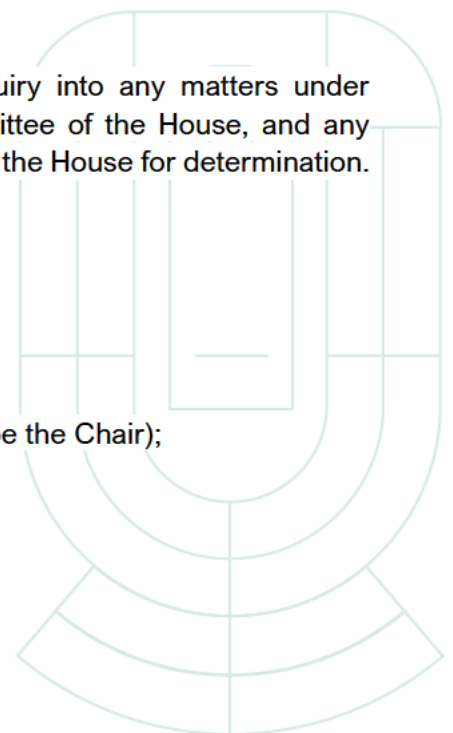 uiry into any matters under
ittee of the House, and any
the House for determination.
e the Chair);